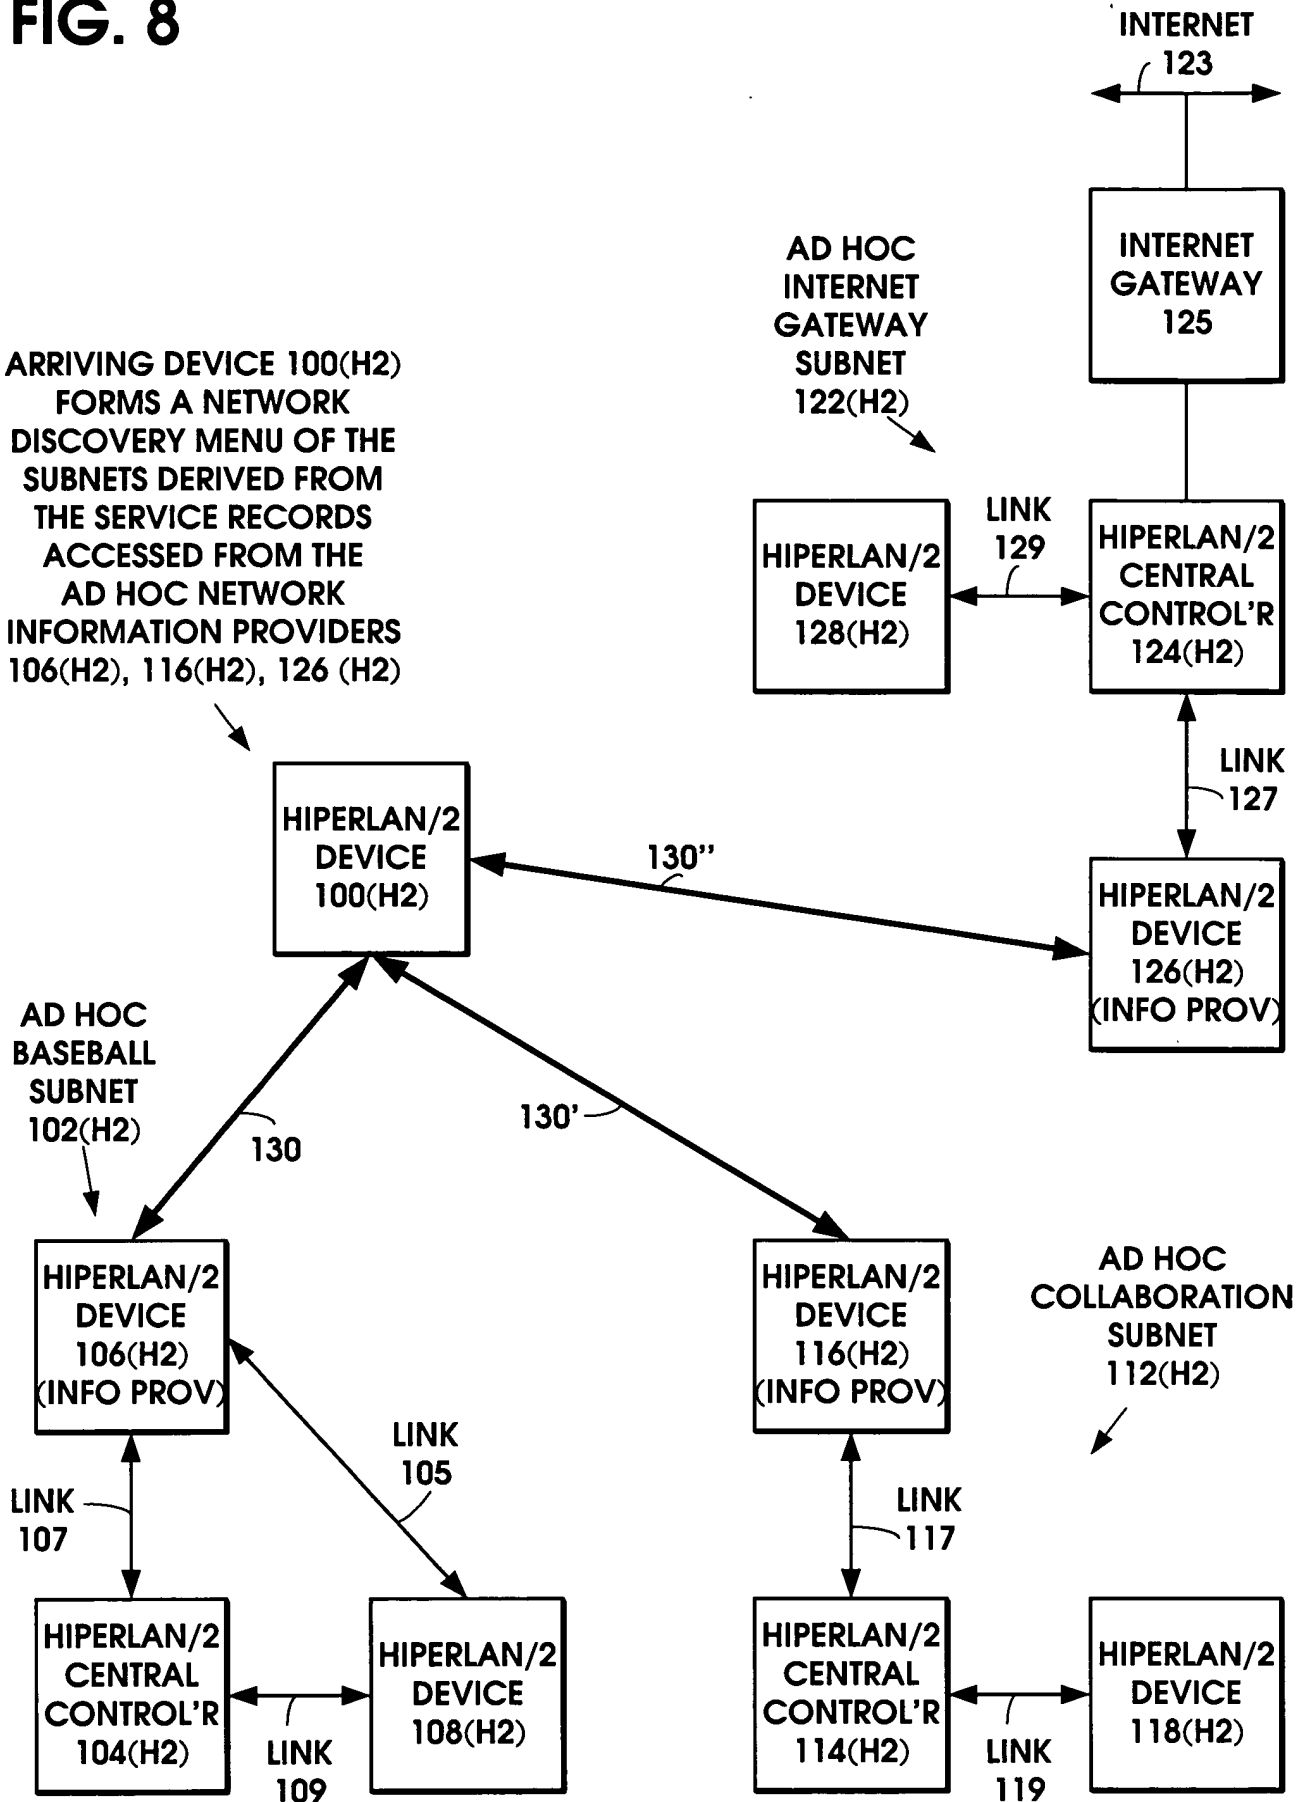 FIG. 8
INTERNET
123
INTERNET
GATEWAY
125
AD HOC
INTERNET
GATEWAY
SUBNET
122(H2)
ARRIVING DEVICE 100(H2)
FORMS A NETWORK
DISCOVERY MENU OF THE
SUBNETS DERIVED FROM
THE SERVICE RECORDS
ACCESSED FROM THE
AD HOC NETWORK
INFORMATION PROVIDERS
106(H2), 116(H2), 126 (H2)
HIPERLAN/2
DEVICE
128(H2)
LINK
129
HIPERLAN/2
CENTRAL
CONTROL'R
124(H2)
LINK
127
HIPERLAN/2
DEVICE
100(H2)
130''
HIPERLAN/2
DEVICE
126(H2)
(INFO PROV)
AD HOC
BASEBALL
SUBNET
102(H2)
130
130'
HIPERLAN/2
DEVICE
106(H2)
(INFO PROV)
HIPERLAN/2
DEVICE
116(H2)
(INFO PROV)
AD HOC
COLLABORATION
SUBNET
112(H2)
LINK
105
LINK
107
LINK
117
HIPERLAN/2
CENTRAL
CONTROL'R
104(H2)
LINK
109
HIPERLAN/2
DEVICE
108(H2)
HIPERLAN/2
CENTRAL
CONTROL'R
114(H2)
LINK
119
HIPERLAN/2
DEVICE
118(H2)